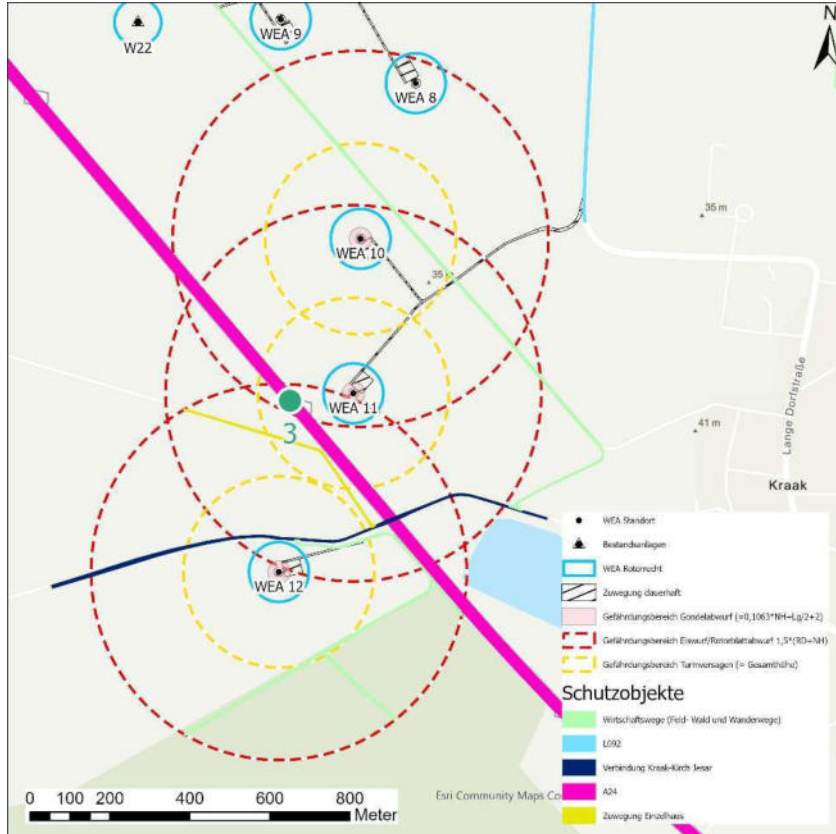 N
W22
WEA 9
WEA 8
35 m
WEA 10
35 m
WEA 11
3
41 m
Lange Dorfstraße
Kraak
WEA 12
WEA Standort
Bestandsanlagen
WEA Rotorrecht
Zuwegung dauerhaft
Gefährdungsbereich Gondelabwurf (=0,1063*NH+Lg/2+2)
Gefährdungsbereich Eiswurf/Rotorblattabwurf 1,5*(RD+NH)
Gefährdungsbereich Turmversagen (= Gesamthöhe)
Schutzobjekte
Wirtschaftswege (Feld- Wald und Wanderwege)
L092
Verbindung Kraak-Kirch Jesar
A24
Zuwegung Einzelhaus
0 100 200 400 600 800
Meter
Esri Community Maps Co